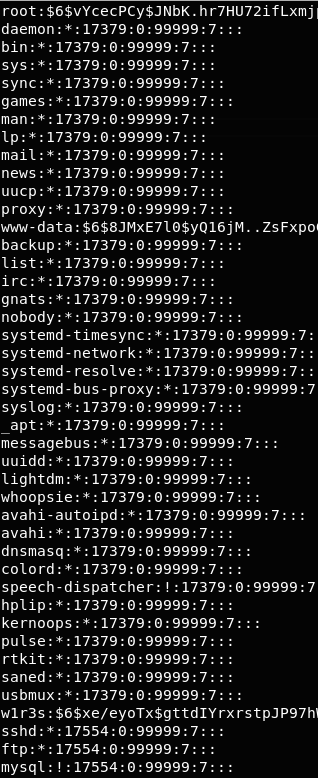 root:$6$vYcecPCy$JNbK.hr7HU72ifLxmjp
daemon:*:17379:0:99999:7:::
bin:*:17379:0:99999:7:::
sys:*:17379:0:99999:7:::
sync:*:17379:0:99999:7:::
games:*:17379:0:99999:7:::
man:*:17379:0:99999:7:::
lp:*:17379:0:99999:7:::
mail:*:17379:0:99999:7:::
news:*:17379:0:99999:7:::
uucp:*:17379:0:99999:7:::
proxy:*:17379:0:99999:7:::
www-data:$6$8JMxE7l0$yQ16jM..ZsFxpo
backup:*:17379:0:99999:7:::
list:*:17379:0:99999:7:::
irc:*:17379:0:99999:7:::
gnats:*:17379:0:99999:7:::
nobody:*:17379:0:99999:7:::
systemd-timesync:*:17379:0:99999:7:
systemd-network:*:17379:0:99999:7::
systemd-resolve:*:17379:0:99999:7::
systemd-bus-proxy:*:17379:0:99999:7
syslog:*:17379:0:99999:7:::
_apt:*:17379:0:99999:7:::
messagebus:*:17379:0:99999:7:::
uuidd:*:17379:0:99999:7:::
lightdm:*:17379:0:99999:7:::
whoopsie:*:17379:0:99999:7:::
avahi-autoipd:*:17379:0:99999:7:::
avahi:*:17379:0:99999:7:::
dnsmasq:*:17379:0:99999:7:::
colord:*:17379:0:99999:7:::
speech-dispatcher:!:17379:0:99999:7
hplip:*:17379:0:99999:7:::
kernoops:*:17379:0:99999:7:::
pulse:*:17379:0:99999:7:::
rtkit:*:17379:0:99999:7:::
saned:*:17379:0:99999:7:::
usbmux:*:17379:0:99999:7:::
w1r3s:$6$xe/eyoTx$gttdIYrxrstpJP97hW
sshd:*:17554:0:99999:7:::
ftp:*:17554:0:99999:7:::
mysql:!:17554:0:99999:7:::